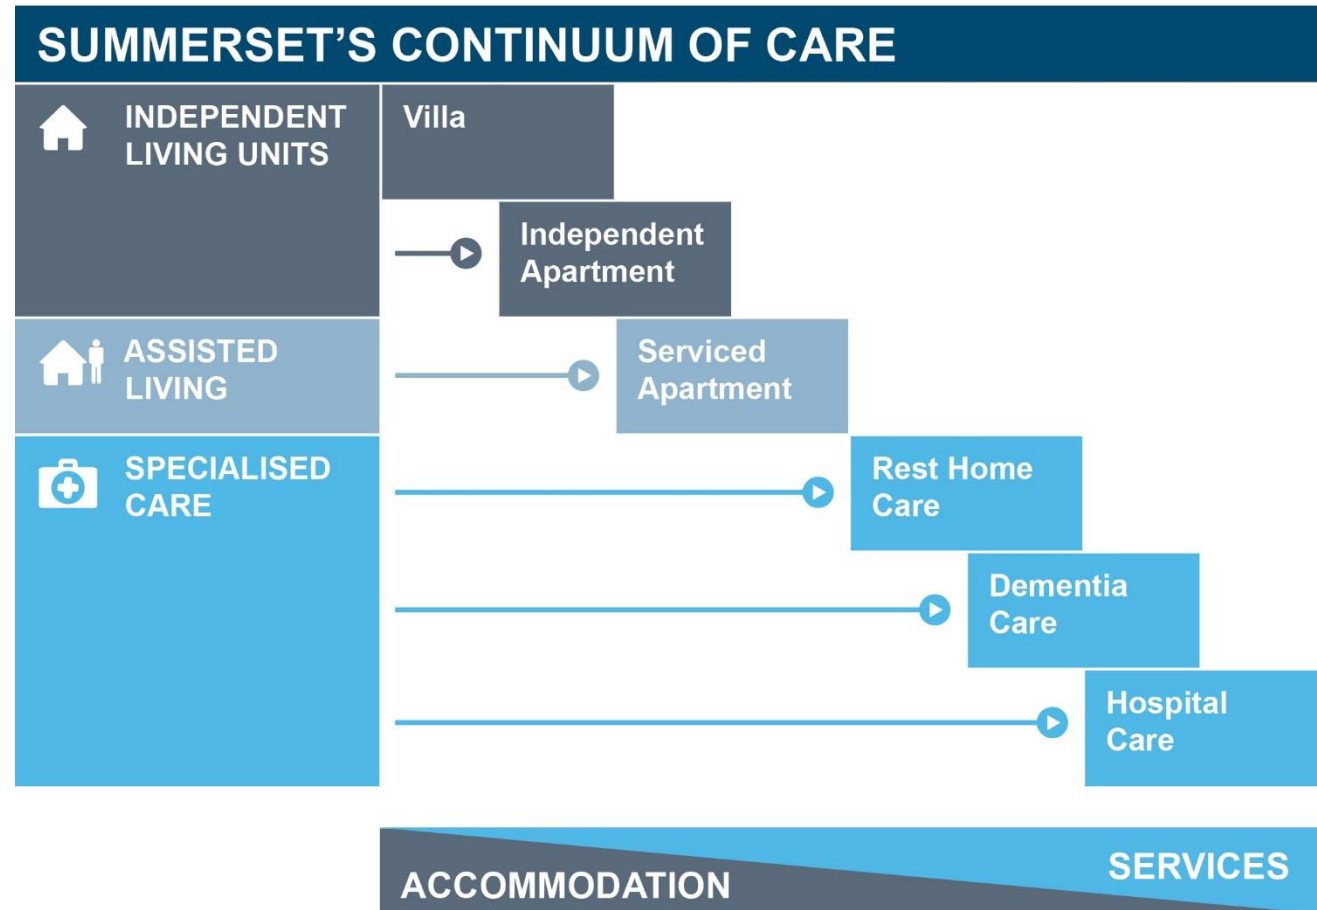 SUMMERSET'S CONTINUUM OF CARE
INDEPENDENT
LIVING UNITS
Villa
Independent
Apartment
ASSISTED
LIVING
Serviced
Apartment
SPECIALISED
CARE
Rest Home
Care
Dementia
Care
Hospital
Care
ACCOMMODATION
SERVICES